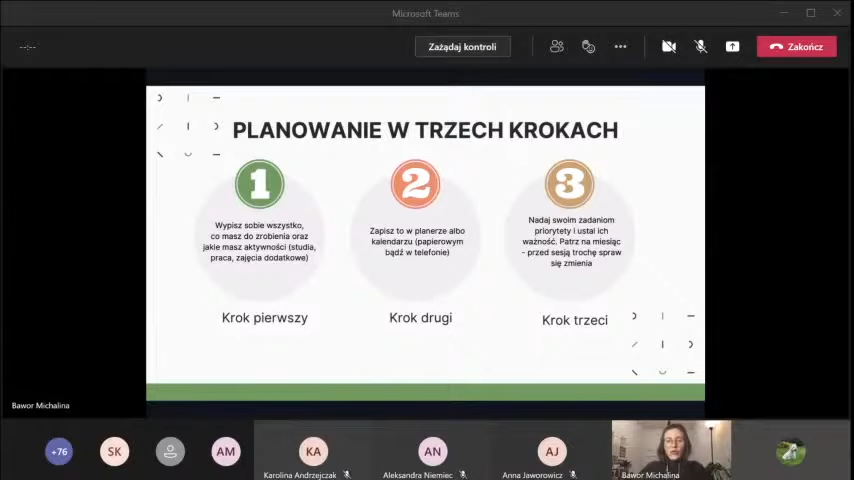 Microsoft Teams
--:--
Zażądaj kontroli
Zakończ
PLANOWANIE W TRZECH KROKACH
1
2
3
Wypisz sobie wszystko,
co masz do zrobienia oraz
jakie masz aktywności (studia,
praca, zajęcia dodatkowe)
Zapisz to w planerze albo
kalendarzu (papierowym
bądź w telefonie)
Nadaj swoim zadaniom
priorytety i ustal ich
ważność. Patrz na miesiąc
- przed sesją trochę spraw
się zmienia
Krok pierwszy
Krok drugi
Krok trzeci
Bawor Michalina
+76
SK
AM
KA
AN
AJ
Karolina Andrzejczak
Aleksandra Niemiec
Anna Jaworowicz
Bawor Michalina